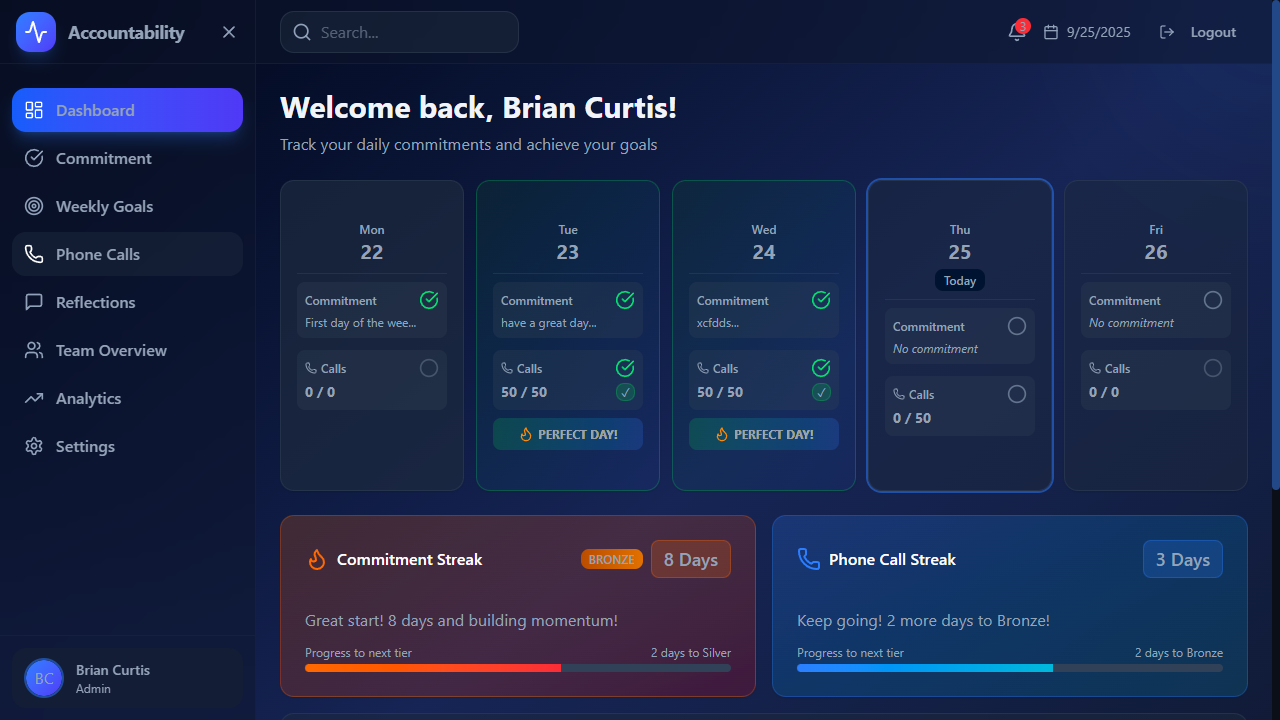 Accountability
Search...
3
9/25/2025
Logout
Dashboard
Commitment
Weekly Goals
Phone Calls
Reflections
Team Overview
Analytics
Settings
BC
Brian Curtis
Admin
Welcome back, Brian Curtis!
Track your daily commitments and achieve your goals
Mon
22
Commitment
First day of the wee...
Calls
0 / 0
Tue
23
Commitment
have a great day...
Calls
50 / 50
✓
PERFECT DAY!
Wed
24
Commitment
xcfdds...
Calls
50 / 50
✓
PERFECT DAY!
Thu
25
Today
Commitment
No commitment
Calls
0 / 50
Fri
26
Commitment
No commitment
Calls
0 / 0
Commitment Streak
BRONZE
8 Days
Great start! 8 days and building momentum!
Progress to next tier
2 days to Silver
Phone Call Streak
3 Days
Keep going! 2 more days to Bronze!
Progress to next tier
2 days to Bronze